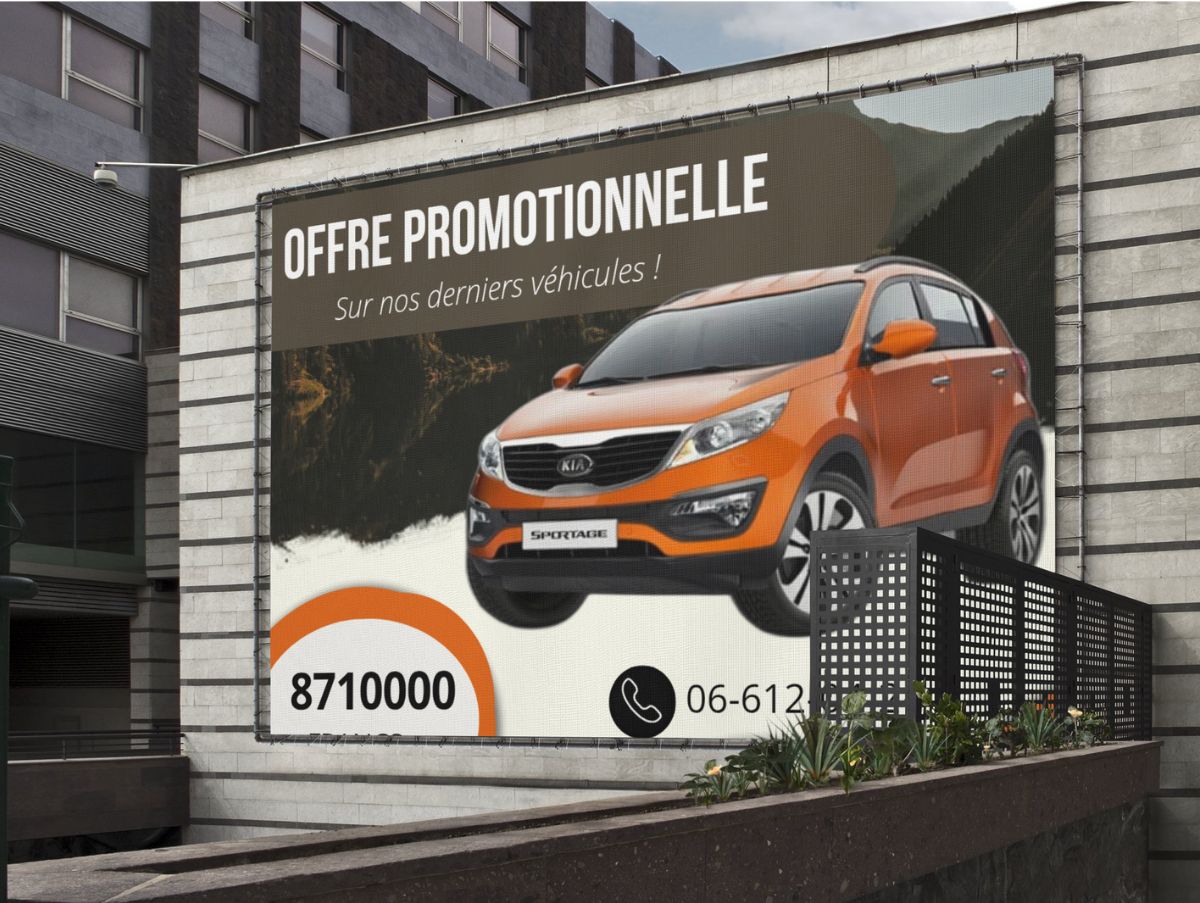 OFFRE PROMOTIONNELLE
Sur nos derniers véhicules !
KIA
SPORTAGE
8710000
06-612-